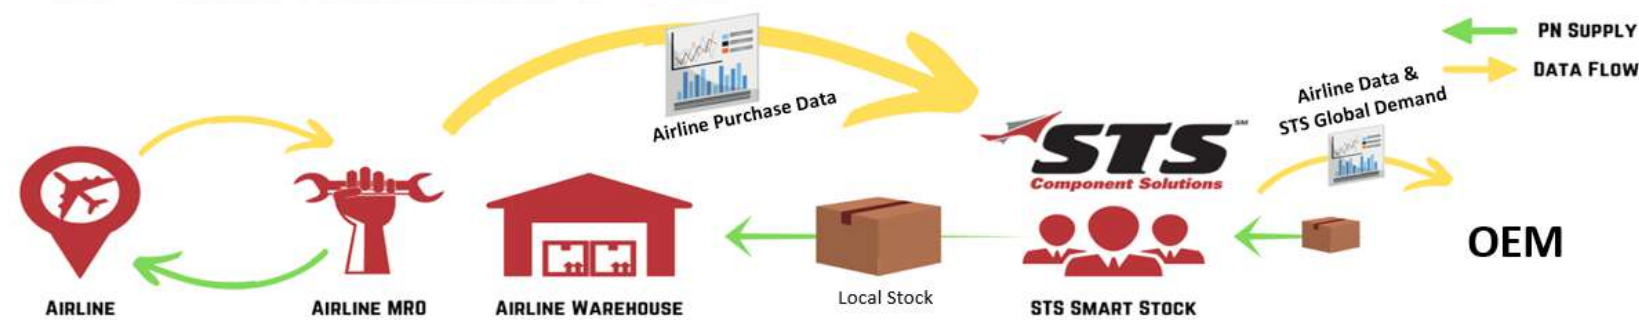 PN SUPPLY
DATA FLOW
Airline Purchase Data
Airline Data &
STS Global Demand
STS SM
Component Solutions
OEM
Local Stock
AIRLINE
AIRLINE MRO
AIRLINE WAREHOUSE
STS SMART STOCK